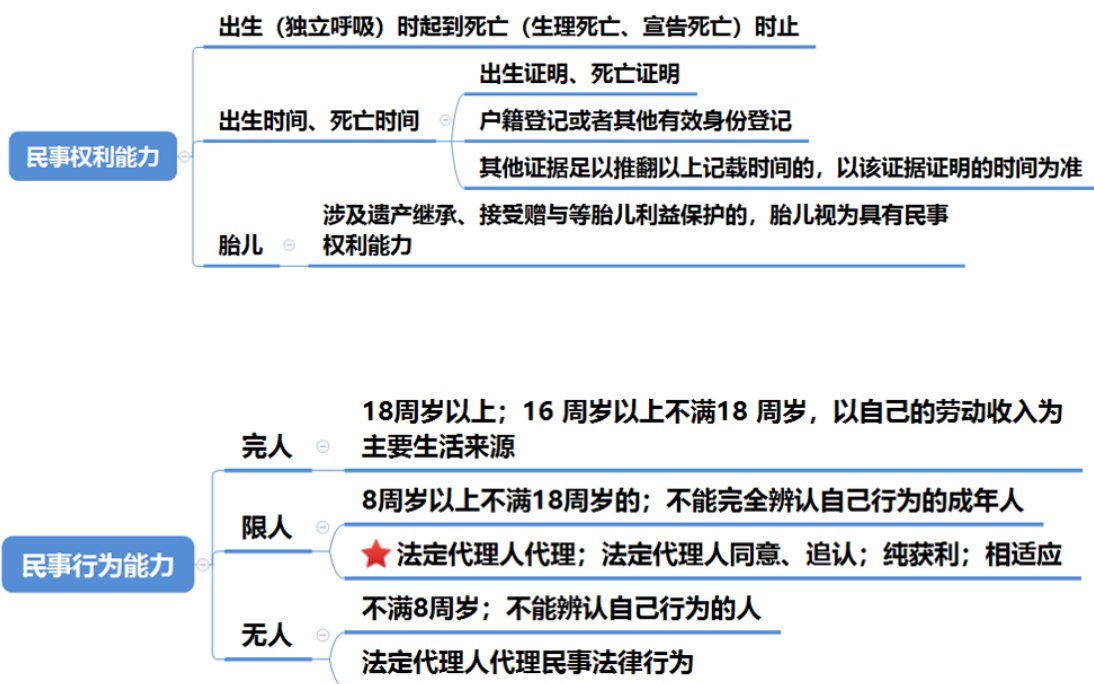 出生（独立呼吸）时起到死亡（生理死亡、宣告死亡）时止
出生证明、死亡证明
出生时间、死亡时间
户籍登记或者其他有效身份登记
民事权利能力
其他证据足以推翻以上记载时间的，以该证据证明的时间为准
涉及遗产继承、接受赠与等胎儿利益保护的，胎儿视为具有民事
胎儿
权利能力
18周岁以上；16 周岁以上不满18 周岁，以自己的劳动收入为
完人
主要生活来源
8周岁以上不满18周岁的；不能完全辨认自己行为的成年人
限人
法定代理人代理；法定代理人同意、追认；纯获利；相适应
民事行为能力
不满8周岁；不能辨认自己行为的人
无人
法定代理人代理民事法律行为